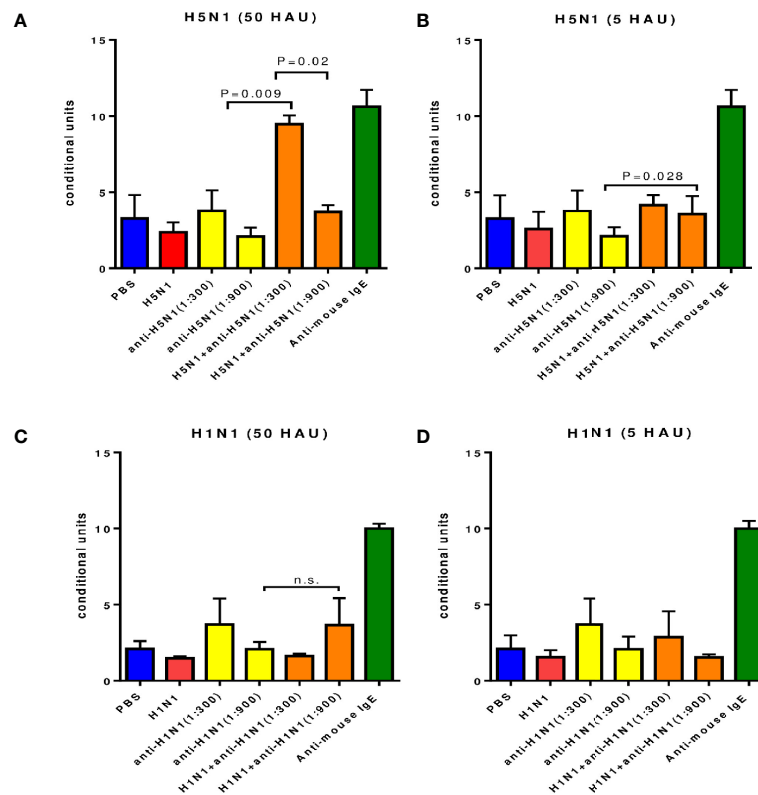 A
H5N1 (50 HAU)
conditional units
15
10
5
0
P=0.009
P=0.02
PBS
H5N1
anti-H5N1(1:300)
anti-H5N1(1:900)
H5N1+anti-H5N1(1:300)
H5N1+anti-H5N1(1:900)
Anti-mouse IgE
B
H5N1 (5 HAU)
conditional units
15
10
5
0
P=0.028
PBS
H5N1
anti-H5N1(1:300)
anti-H5N1(1:900)
H5N1+anti-H5N1(1:300)
H5N1+anti-H5N1(1:900)
Anti-mouse IgE
C
H1N1 (50 HAU)
conditional units
15
10
5
0
n.s.
PBS
H1N1
anti-H1N1(1:300)
anti-H1N1(1:900)
H1N1+anti-H1N1(1:300)
H1N1+anti-H1N1(1:900)
Anti-mouse IgE
D
H1N1 (5 HAU)
conditional units
15
10
5
0
PBS
H1N1
anti-H1N1(1:300)
anti-H1N1(1:900)
H1N1+anti-H1N1(1:300)
H1N1+anti-H1N1(1:900)
Anti-mouse IgE